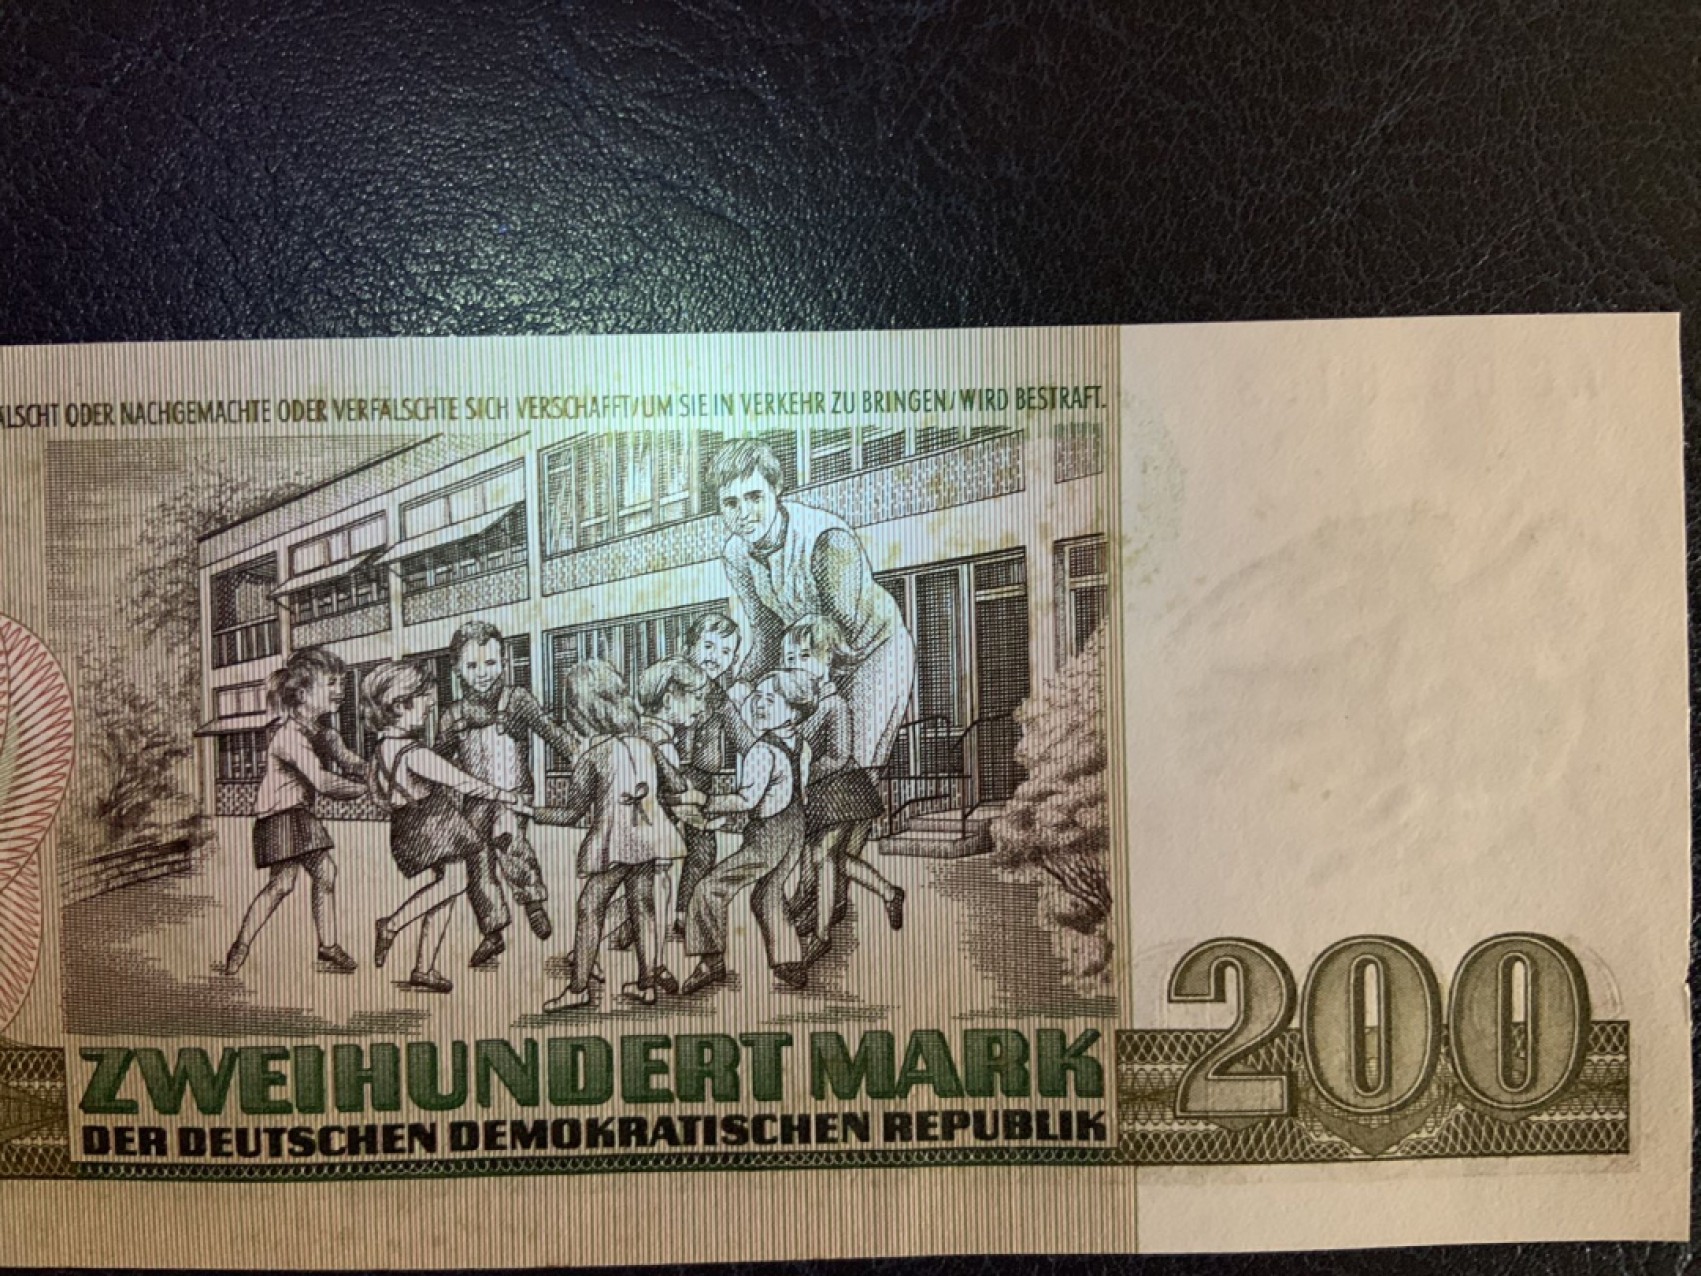 ÄLSCHT ODER NACHGEMACHTE ODER VERFÄLSCHTE SICH VERSCHAFFT, UM SIE IN VERKEHR ZU BRINGEN, WIRD BESTRAFT.
ZWEIHUNDERT MARK
DER DEUTSCHEN DEMOKRATISCHEN REPUBLIK
200